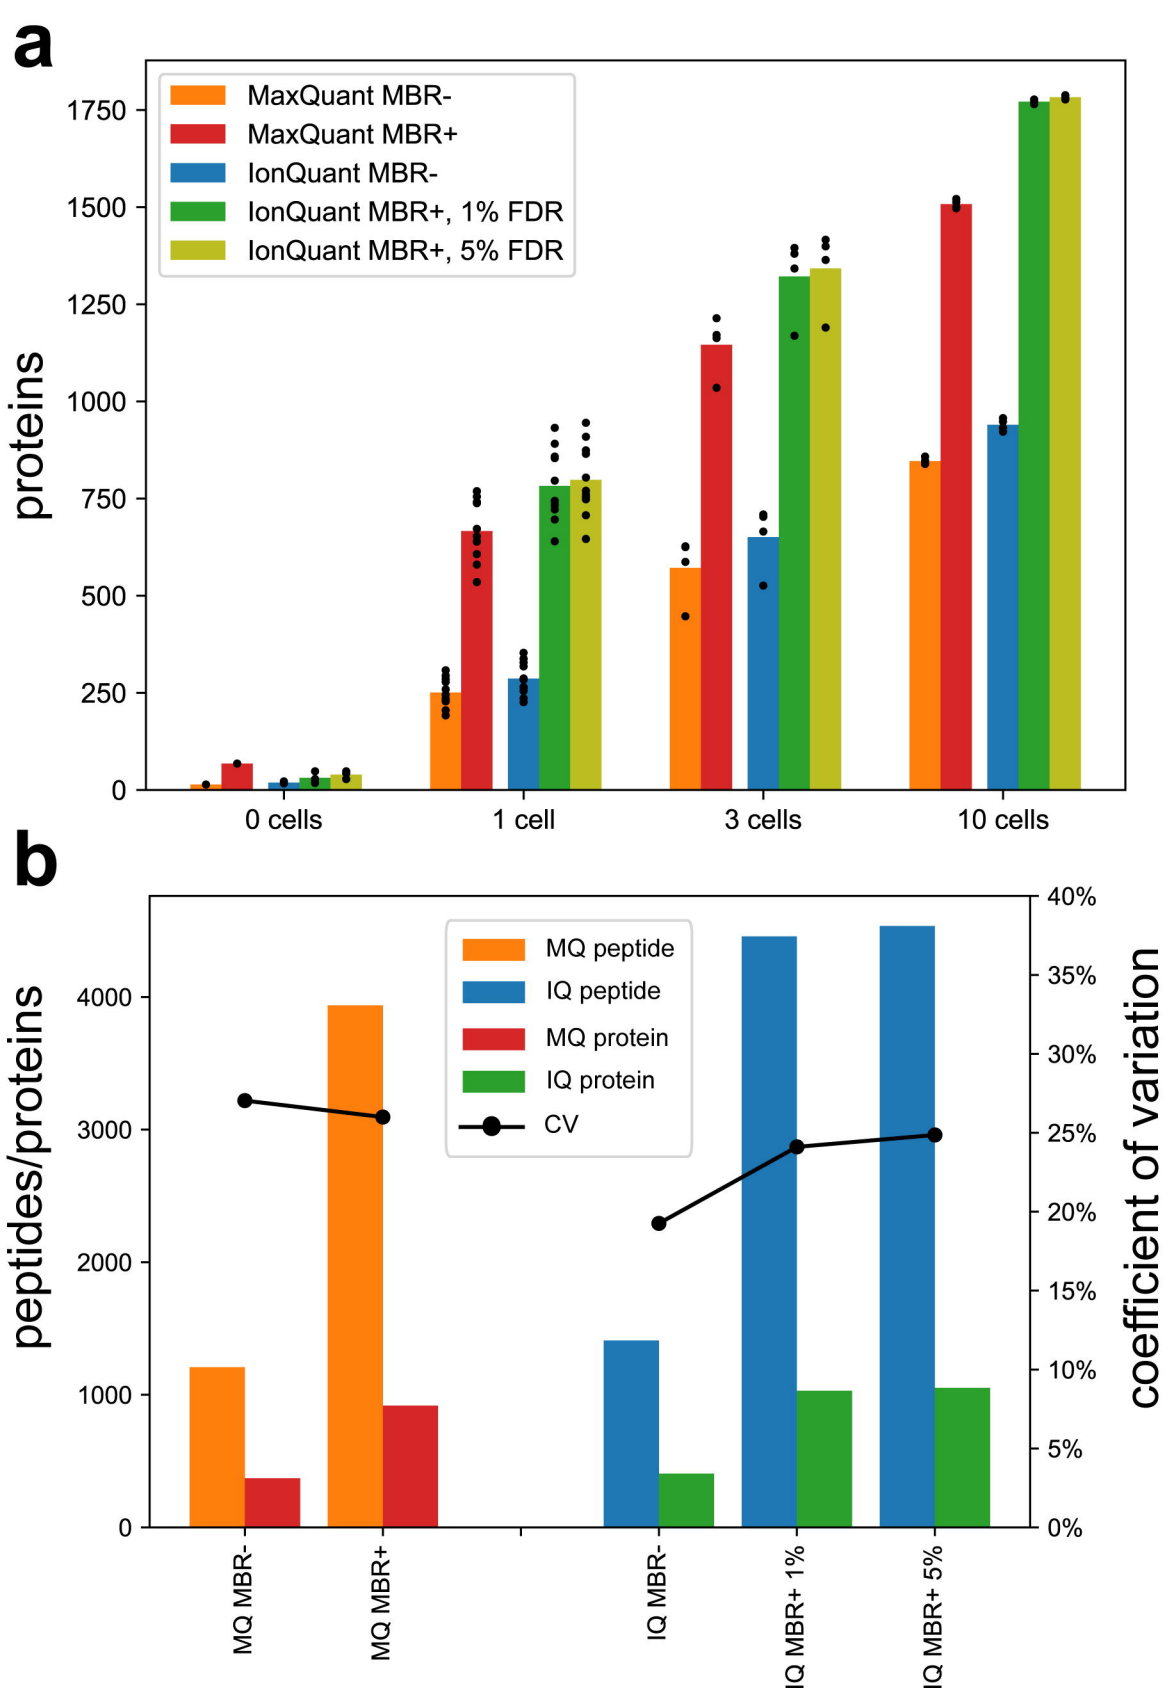 a
MaxQuant MBR-
MaxQuant MBR+
IonQuant MBR-
IonQuant MBR+, 1% FDR
IonQuant MBR+, 5% FDR
proteins
1750
1500
1250
1000
750
500
250
0
0 cells
1 cell
3 cells
10 cells
b
MQ peptide
IQ peptide
MQ protein
IQ protein
CV
peptides/proteins
4000
3000
2000
1000
0
40%
35%
30%
25%
20%
15%
10%
5%
0%
coefficient of variation
MQ MBR-
MQ MBR+
IQ MBR-
IQ MBR+ 1%
IQ MBR+ 5%